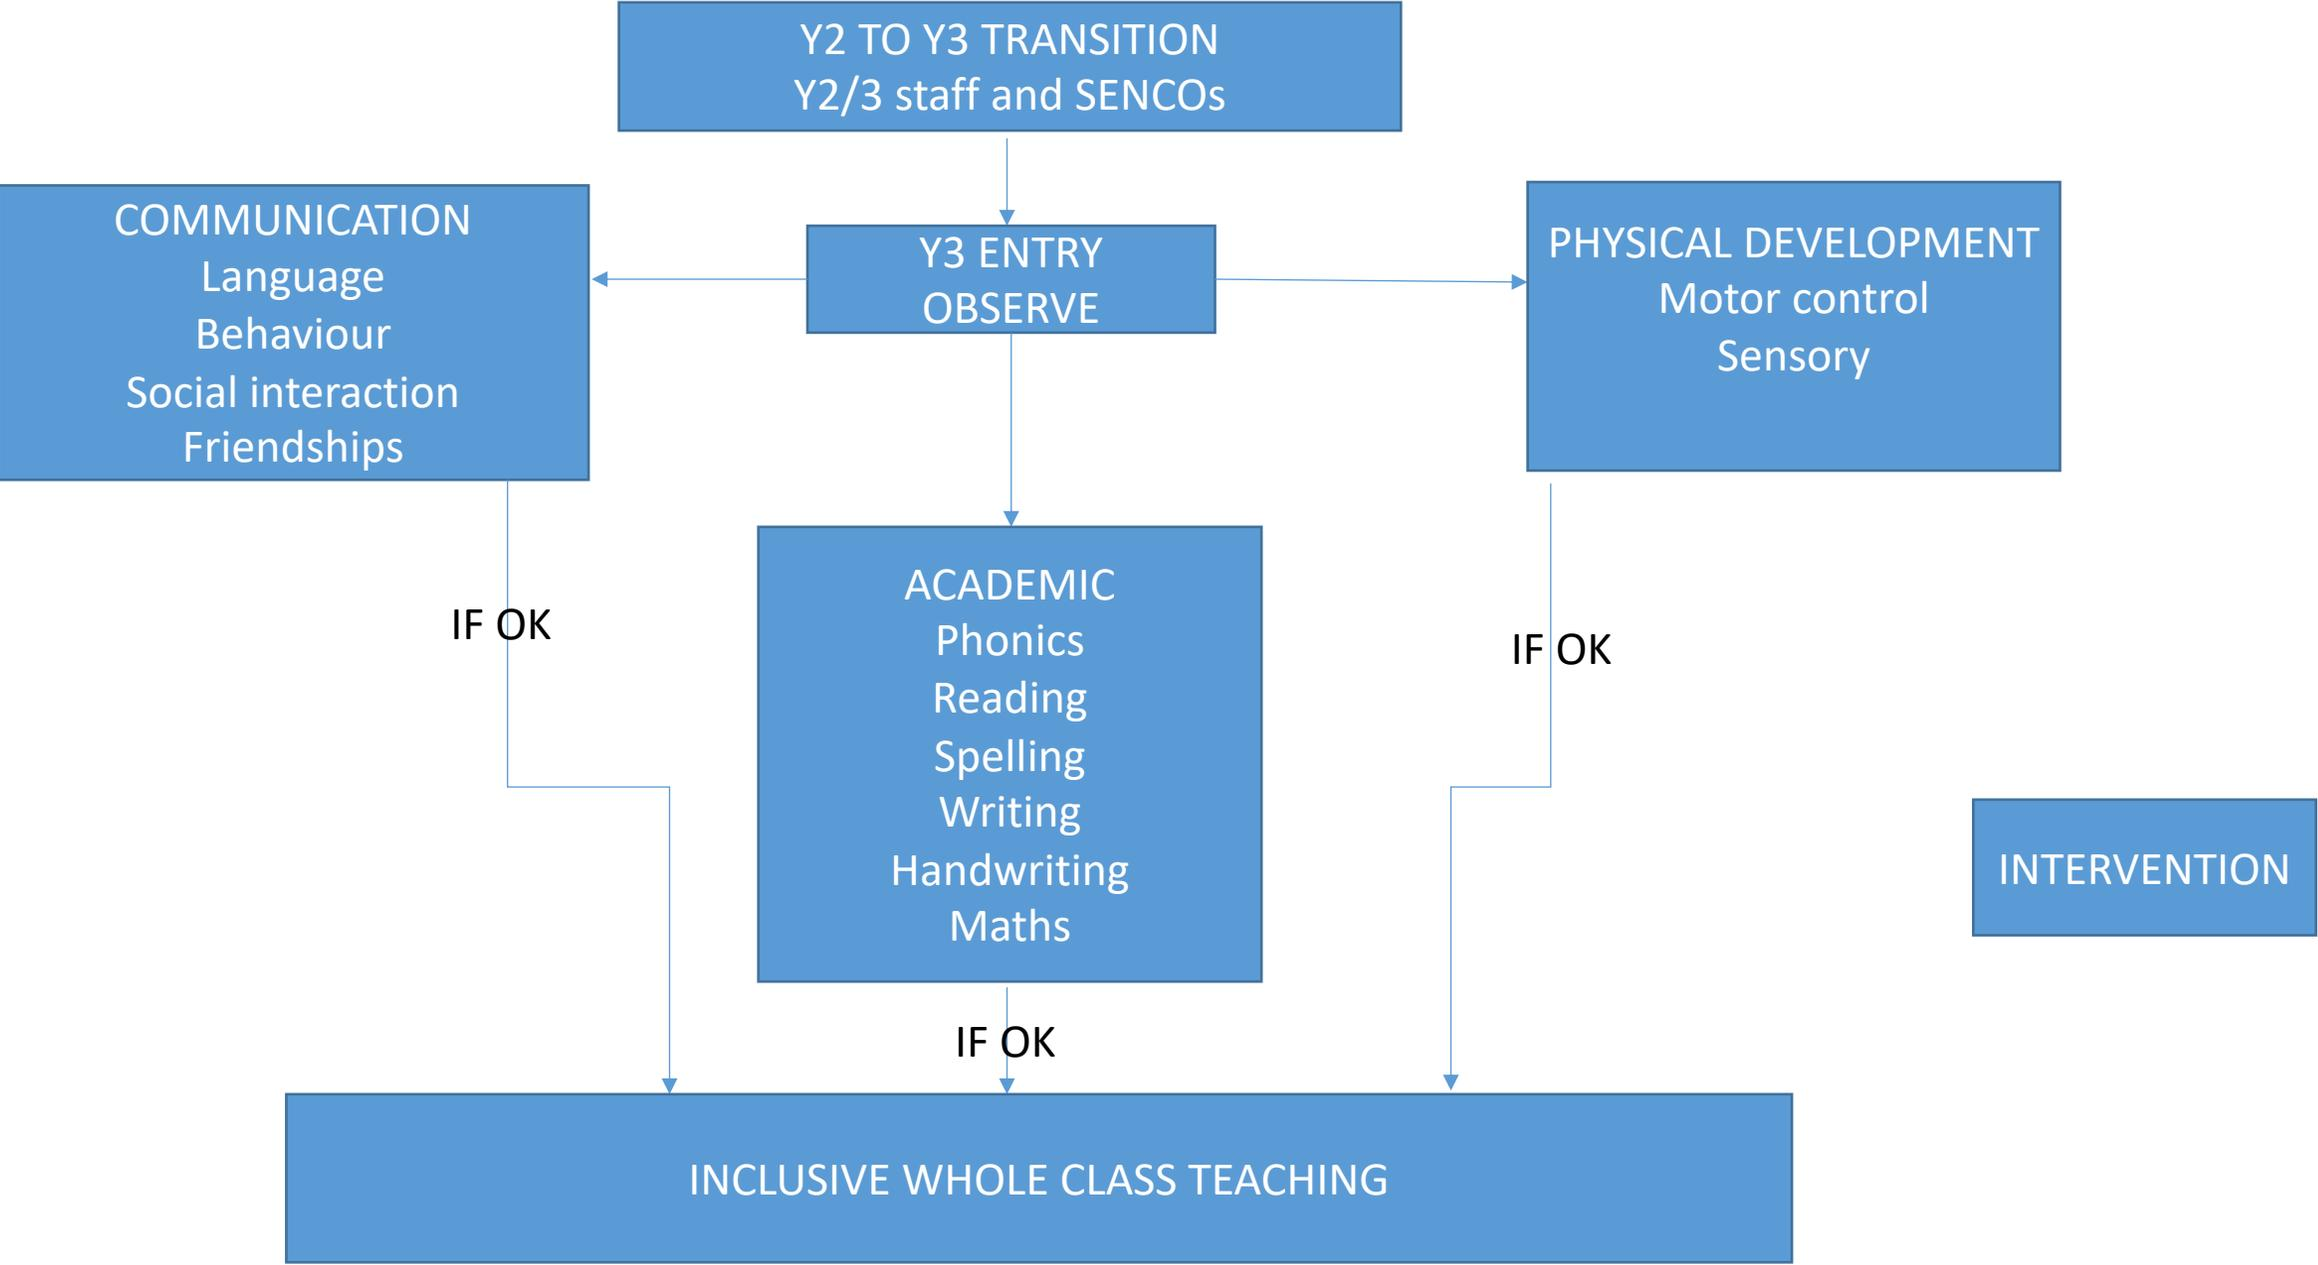 Y2 TO Y3 TRANSITION
Y2/3 staff and SENCOs
COMMUNICATION
Language
Behaviour
Social interaction
Friendships
Y3 ENTRY
OBSERVE
PHYSICAL DEVELOPMENT
Motor control
Sensory
IF OK
ACADEMIC
Phonics
Reading
Spelling
Writing
Handwriting
Maths
IF OK
INTERVENTION
IF OK
INCLUSIVE WHOLE CLASS TEACHING